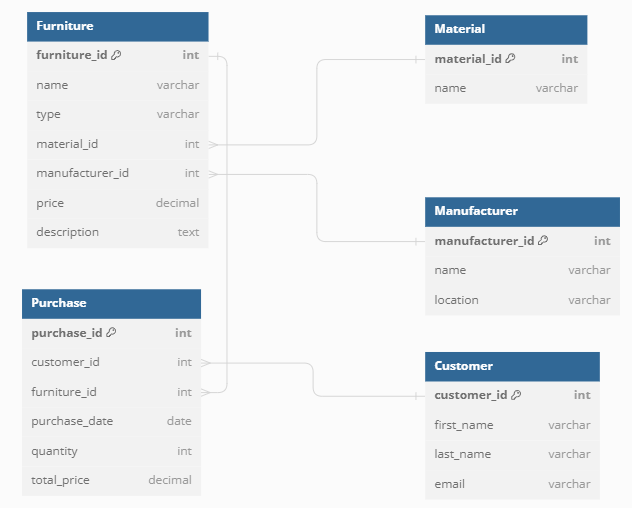 Furniture
furniture_id int
name varchar
type varchar
material_id int
manufacturer_id int
price decimal
description text
Material
material_id int
name varchar
Manufacturer
manufacturer_id int
name varchar
location varchar
Purchase
purchase_id int
customer_id int
furniture_id int
purchase_date date
quantity int
total_price decimal
Customer
customer_id int
first_name varchar
last_name varchar
email varchar